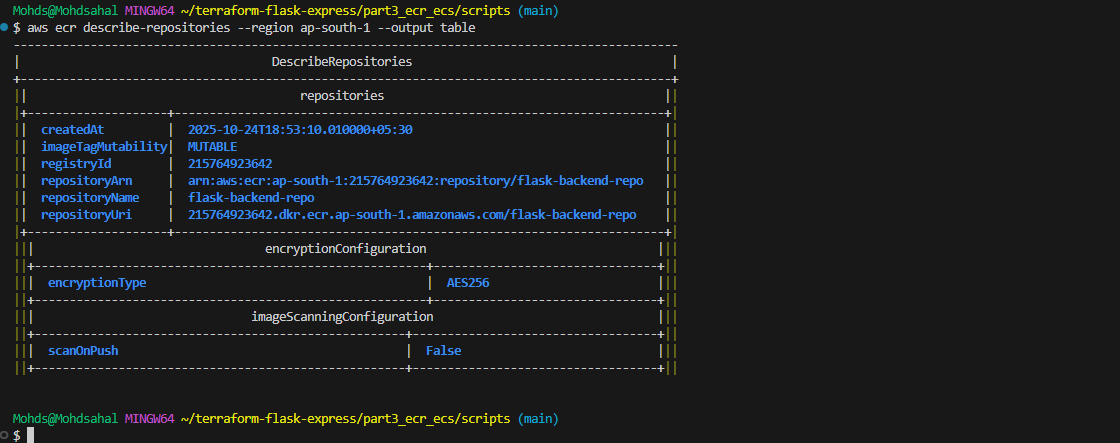 Mohds@Mohdsahal MINGW64 ~/terraform-flask-express/part3_ecr_ecs/scripts (main)
$ aws ecr describe-repositories --region ap-south-1 --output table
DescribeRepositories
repositories
createdAt | 2025-10-24T18:53:10.010000+05:30
imageTagMutability| MUTABLE
registryId | 215764923642
repositoryArn | arn:aws:ecr:ap-south-1:215764923642:repository/flask-backend-repo
repositoryName | flask-backend-repo
repositoryUri | 215764923642.dkr.ecr.ap-south-1.amazonaws.com/flask-backend-repo
encryptionConfiguration
encryptionType | AES256
imageScanningConfiguration
scanOnPush | False
Mohds@Mohdsahal MINGW64 ~/terraform-flask-express/part3_ecr_ecs/scripts (main)
$